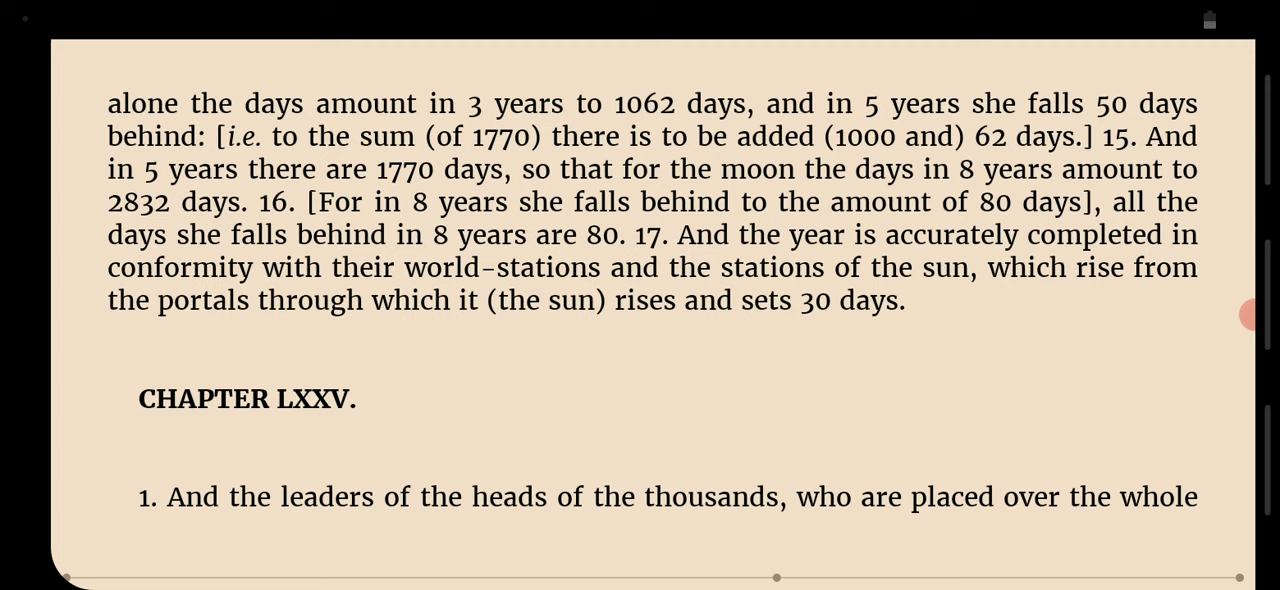 alone the days amount in 3 years to 1062 days, and in 5 years she falls 50 days
behind: [i.e. to the sum (of 1770) there is to be added (1000 and) 62 days.] 15. And
in 5 years there are 1770 days, so that for the moon the days in 8 years amount to
2832 days. 16. [For in 8 years she falls behind to the amount of 80 days], all the
days she falls behind in 8 years are 80. 17. And the year is accurately completed in
conformity with their world-stations and the stations of the sun, which rise from
the portals through which it (the sun) rises and sets 30 days.
CHAPTER LXXV.
1. And the leaders of the heads of the thousands, who are placed over the whole